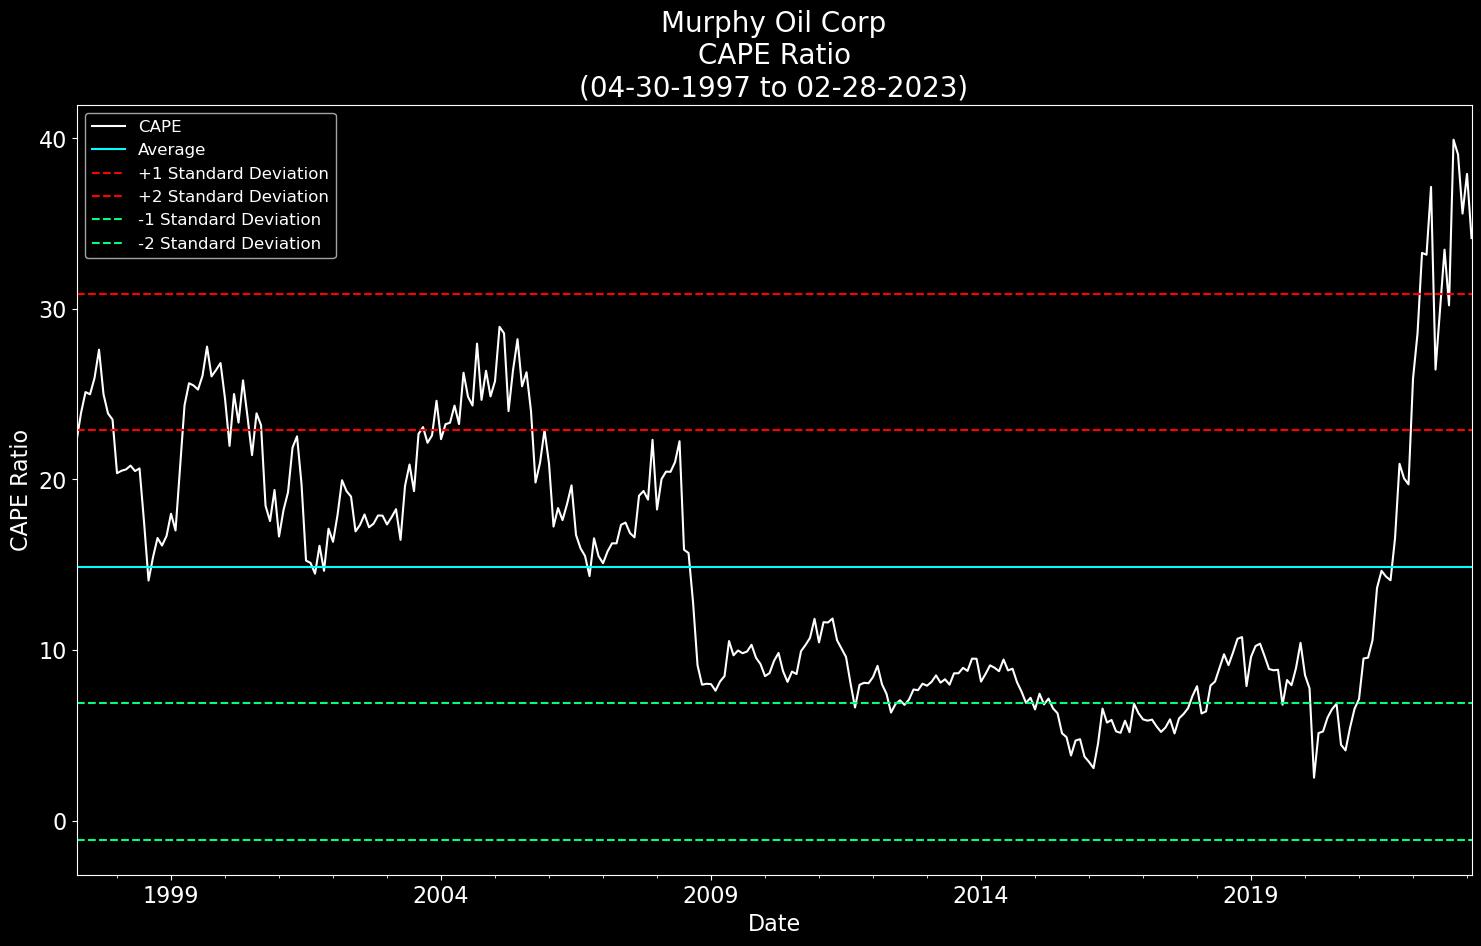 Murphy Oil Corp
CAPE Ratio
(04-30-1997 to 02-28-2023)
CAPE
Average
+1 Standard Deviation
+2 Standard Deviation
-1 Standard Deviation
-2 Standard Deviation
40
30
20
10
0
CAPE Ratio
1999 2004 2009 2014 2019
Date